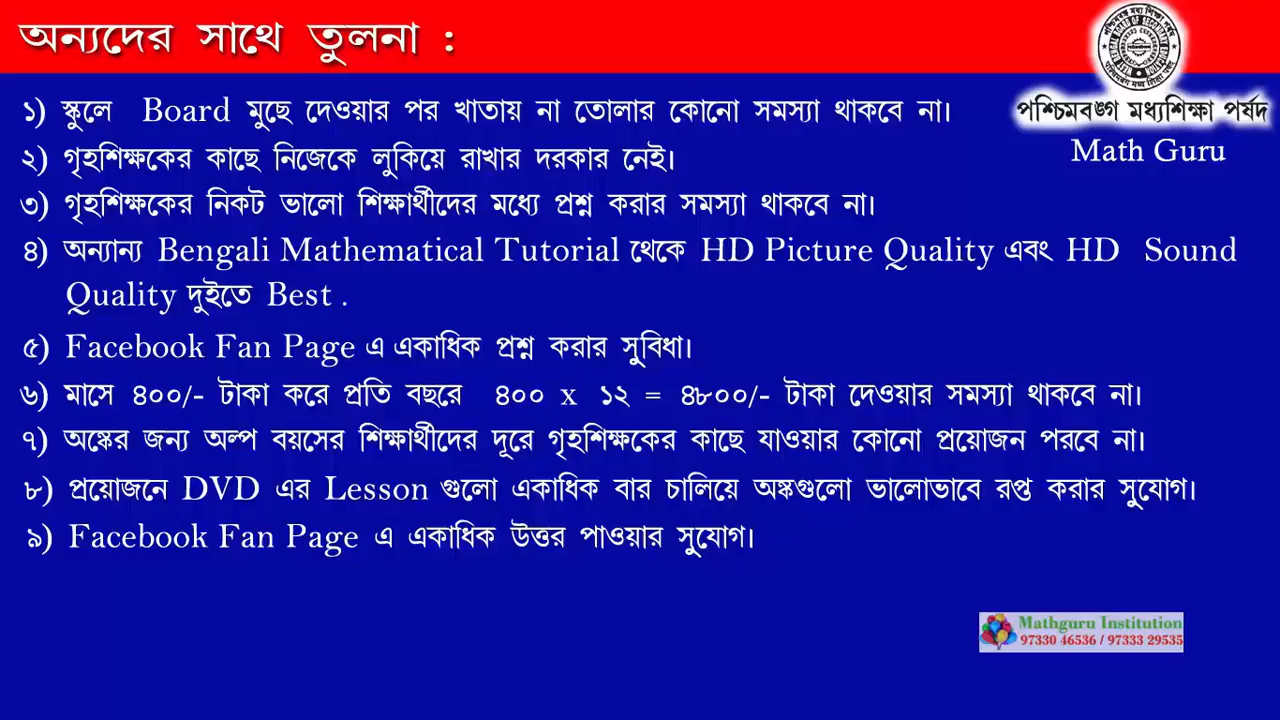 অন্যদের সাথে তুলনা :
১) স্কুলে Board মুছে দেওয়ার পর খাতায় না তোলার কোনো সমস্যা থাকবে না।
২) গৃহশিক্ষকের কাছে নিজেকে লুকিয়ে রাখার দরকার নেই।
৩) গৃহশিক্ষকের নিকট ভালো শিক্ষার্থীদের মধ্যে প্রশ্ন করার সমস্যা থাকবে না।
৪) অন্যান্য Bengali Mathematical Tutorial থেকে HD Picture Quality এবং HD Sound
Quality দুইতে Best .
৫) Facebook Fan Page এ একাধিক প্রশ্ন করার সুবিধা।
৬) মাসে ৪০০/- টাকা করে প্রতি বছরে ৪০০ x ১২ = ৪৮০০/- টাকা দেওয়ার সমস্যা থাকবে না।
৭) অঙ্কের জন্য অল্প বয়সের শিক্ষার্থীদের দূরে গৃহশিক্ষকের কাছে যাওয়ার কোনো প্রয়োজন পরবে না।
৮) প্রয়োজনে DVD এর Lesson গুলো একাধিক বার চালিয়ে অঙ্কগুলো ভালোভাবে রপ্ত করার সুযোগ।
৯) Facebook Fan Page এ একাধিক উত্তর পাওয়ার সুযোগ।
পশ্চিমবঙ্গ মধ্যশিক্ষা পর্ষদ
Math Guru
Mathguru Institution
97330 46536 / 97333 29535